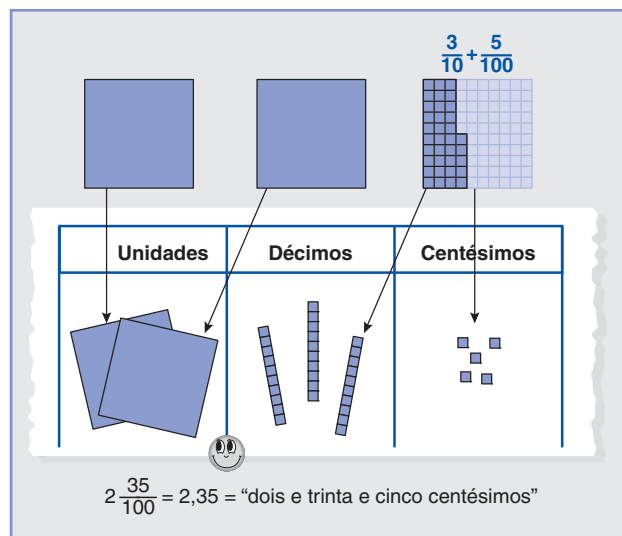 3/10 + 5/100
Unidades Décimos Centésimos
2 35/100 = 2,35 = “dois e trinta e cinco centésimos”